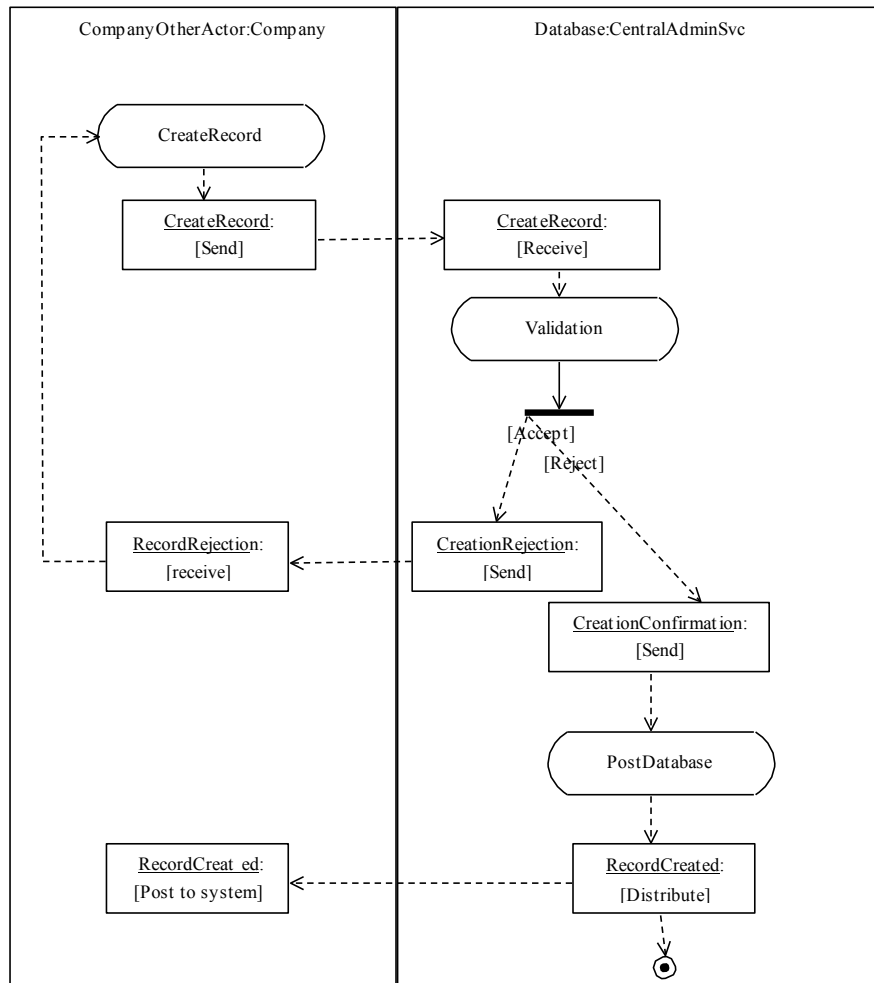 CompanyOtherActor:Company
Database:CentralAdminSvc
CreateRecord
CreateRecord:
[Send]
CreateRecord:
[Receive]
Validation
[Accept]
[Reject]
RecordRejection:
[receive]
CreationRejection:
[Send]
CreationConfirmation:
[Send]
PostDatabase
RecordCreat ed:
[Post to system]
RecordCreated:
[Distribute]